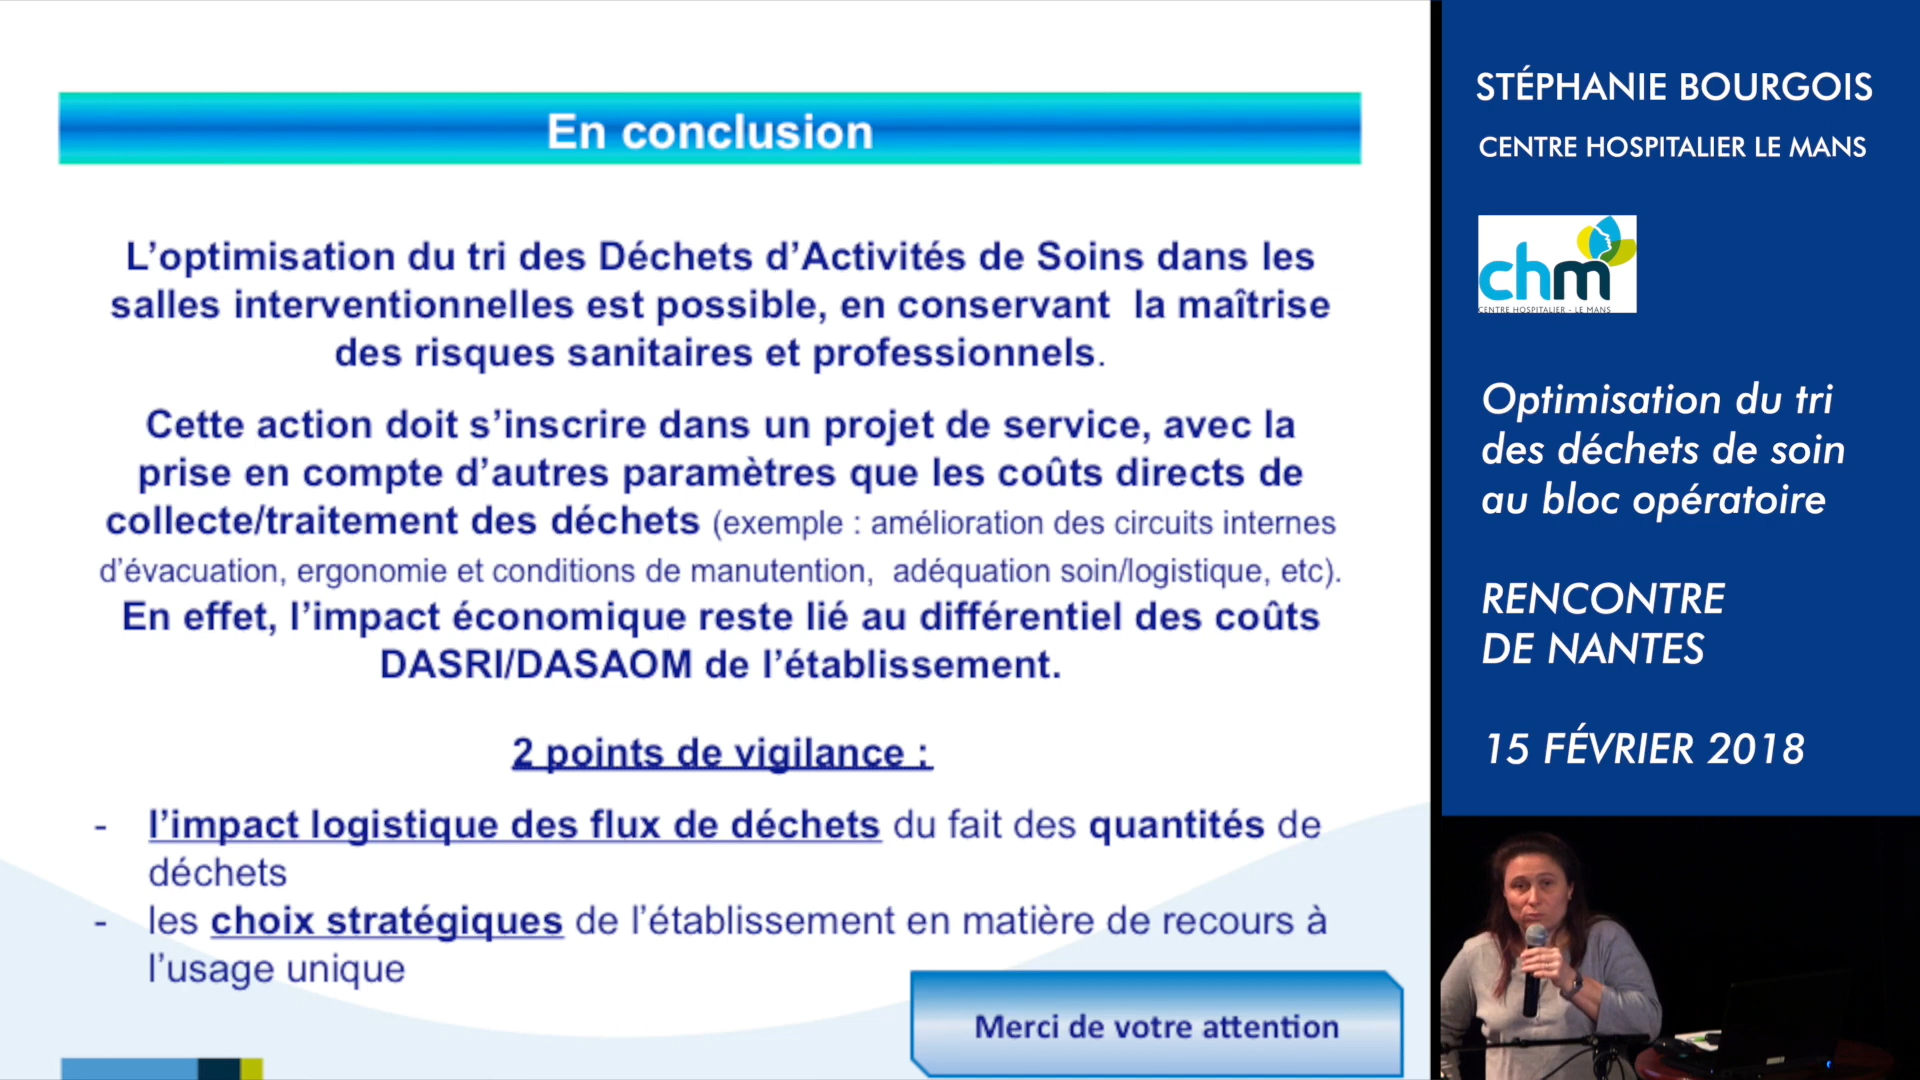 En conclusion
L’optimisation du tri des Déchets d’Activités de Soins dans les
salles interventionnelles est possible, en conservant  la maîtrise
des risques sanitaires et professionnels.
Cette action doit s’inscrire dans un projet de service, avec la
prise en compte d’autres paramètres que les coûts directs de
collecte/traitement des déchets (exemple : amélioration des circuits internes
d’évacuation, ergonomie et conditions de manutention,  adéquation soin/logistique, etc).
En effet, l’impact économique reste lié au différentiel des coûts
DASRI/DASAOM de l’établissement.
2 points de vigilance :
- l’impact logistique des flux de déchets du fait des quantités de
déchets
- les choix stratégiques de l’établissement en matière de recours à
l’usage unique
Merci de votre attention
STÉPHANIE BOURGOIS
CENTRE HOSPITALIER LE MANS
chm
CENTRE HOSPITALIER - LE MANS
Optimisation du tri
des déchets de soin
au bloc opératoire
RENCONTRE
DE NANTES
15 FÉVRIER 2018